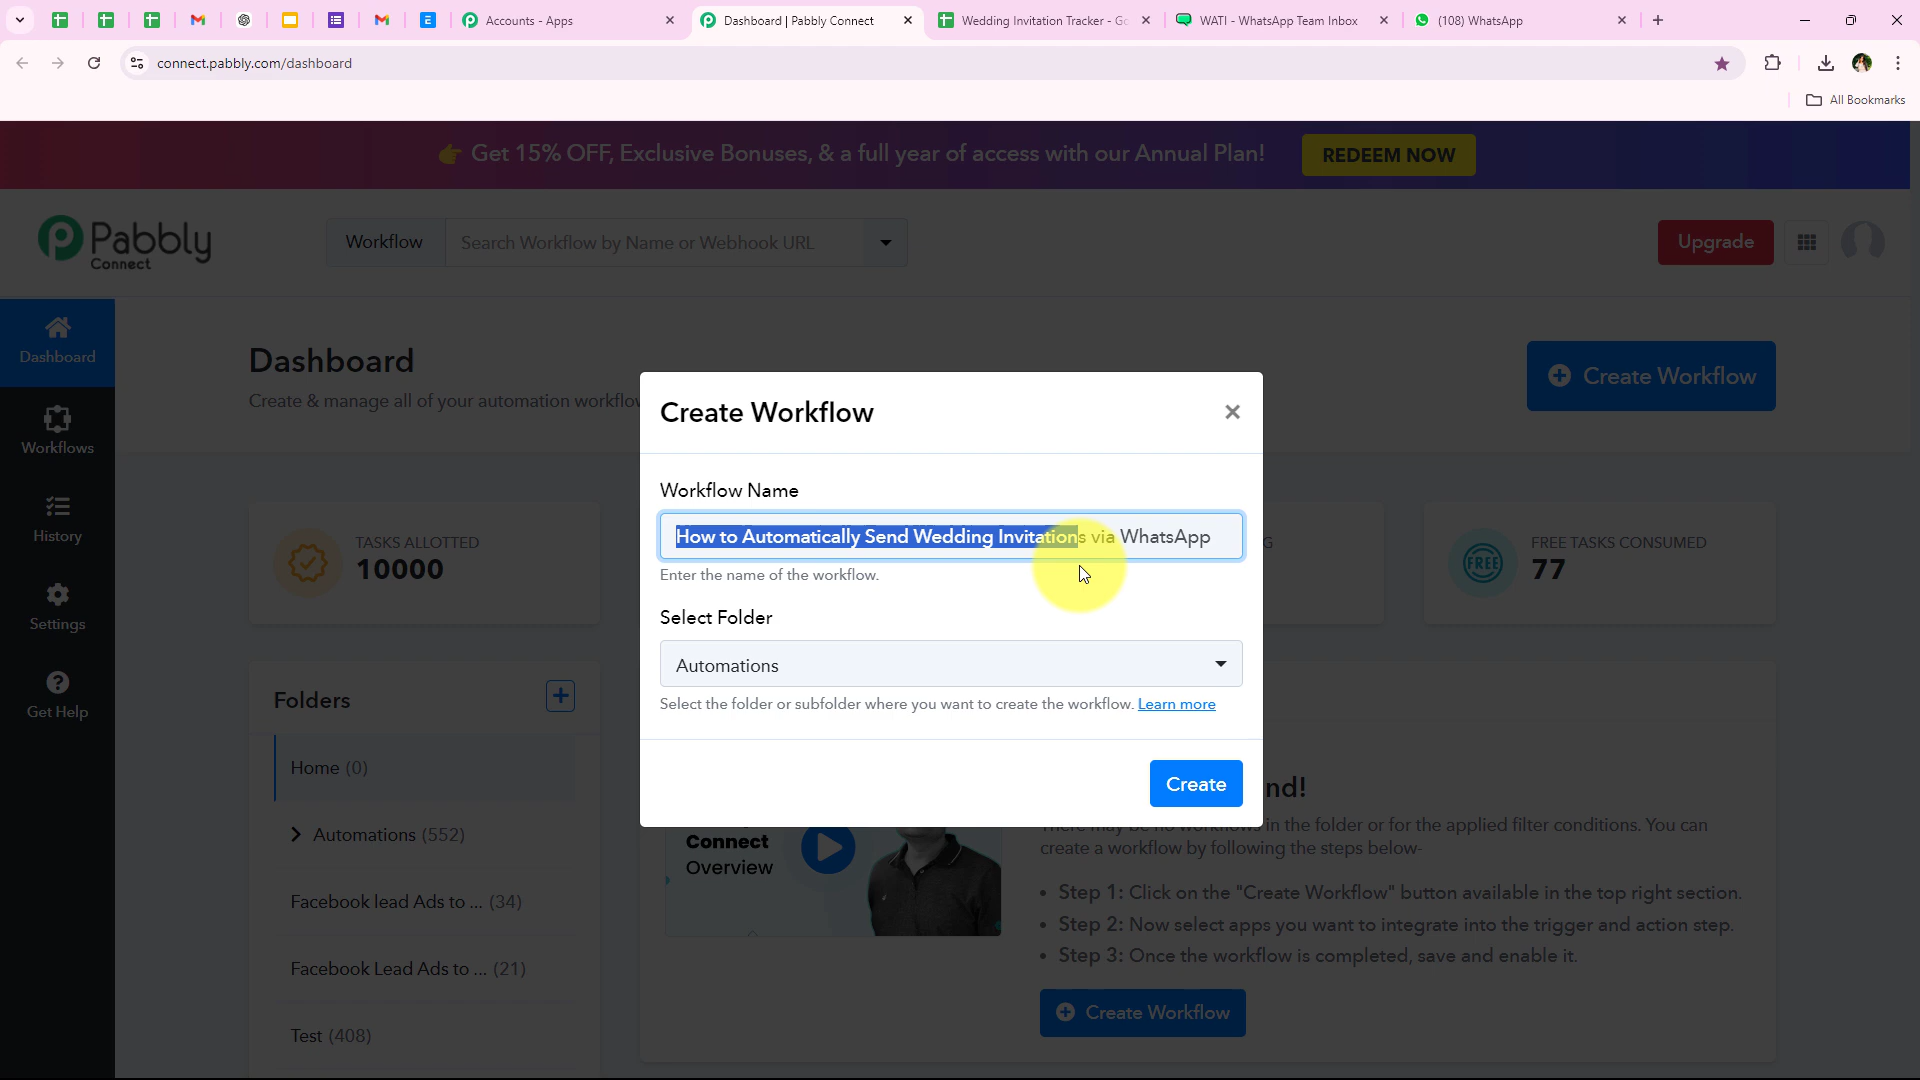 Accounts - Apps
Dashboard | Pabbly Connect
Wedding Invitation Tracker - Go
WATI - WhatsApp Team Inbox
(108) WhatsApp
connect.pabbly.com/dashboard
All Bookmarks
Get 15% OFF, Exclusive Bonuses, & a full year of access with our Annual Plan!
REDEEM NOW
Pabbly
Connect
Workflow
Search Workflow by Name or Webhook URL
Upgrade
Dashboard
Workflows
History
Settings
Get Help
Dashboard
Create & manage all of your automation workflow
Create Workflow
TASKS ALLOTTED
10000
G
FREE
FREE TASKS CONSUMED
77
Create Workflow
Workflow Name
How to Automatically Send Wedding Invitations via WhatsApp
Enter the name of the workflow.
Select Folder
Automations
Select the folder or subfolder where you want to create the workflow. Learn more
Create
Folders
Home (0)
Automations (552)
Facebook lead Ads to ... (34)
Facebook Lead Ads to ... (21)
Test (408)
Connect
Overview
nd!
There may be no workflows in the folder or for the applied filter conditions. You can
create a workflow by following the steps below-
• Step 1: Click on the "Create Workflow" button available in the top right section.
• Step 2: Now select apps you want to integrate into the trigger and action step.
• Step 3: Once the workflow is completed, save and enable it.
Create Workflow